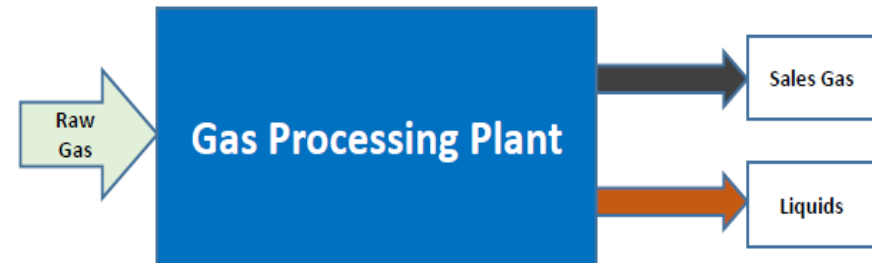 Raw
Gas
Gas Processing Plant
Sales Gas
Liquids